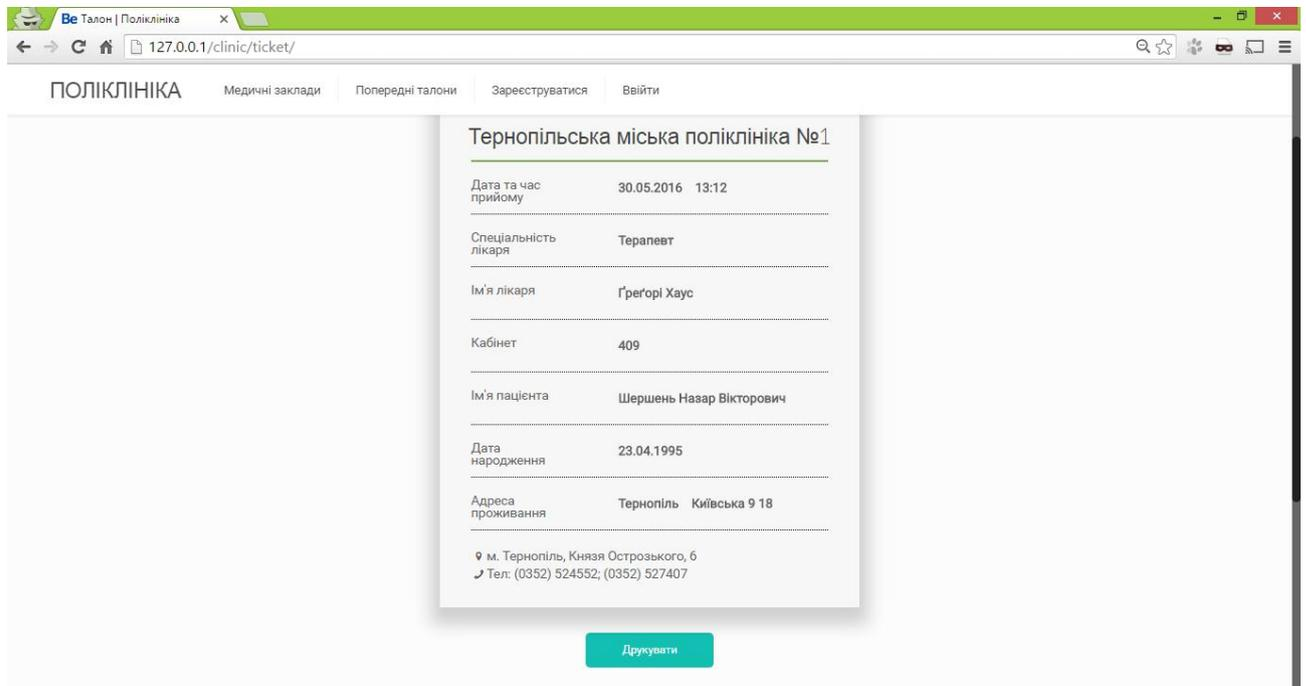 Be Талон | Поліклініка
127.0.0.1/clinic/ticket/
ПОЛІКЛІНІКА Медичні заклади Попередні талони Зареєструватися Ввійти
Тернопільська міська поліклініка №1
Дата та час
прийому
30.05.2016 13:12
Спеціальність
лікаря
Терапевт
Ім'я лікаря
Ґреґорі Хаус
Кабінет
409
Ім'я пацієнта
Шершень Назар Вікторович
Дата
народження
23.04.1995
Адреса
проживання
Тернопіль Київська 9 18
м. Тернопіль, Князя Острозького, 6
Тел: (0352) 524552; (0352) 527407
Друкувати